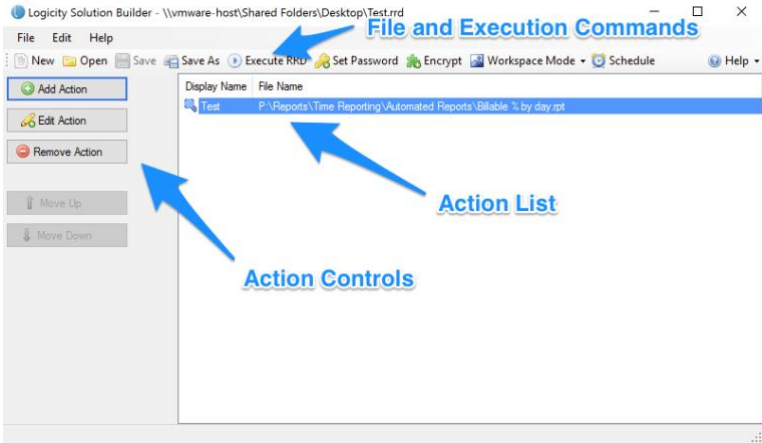 Logicity Solution Builder - \\vmware-host\Shared Folders\Desktop\Test.rrd
File and Execution Commands
File Edit Help
New Open Save Save As Execute RRD Set Password Encrypt Workspace Mode Schedule Help
Add Action
Display Name File Name
Test P:\Reports\Time Reporting\Automated Reports\Billable % by day.rpt
Edit Action
Remove Action
Move Up
Action List
Move Down
Action Controls